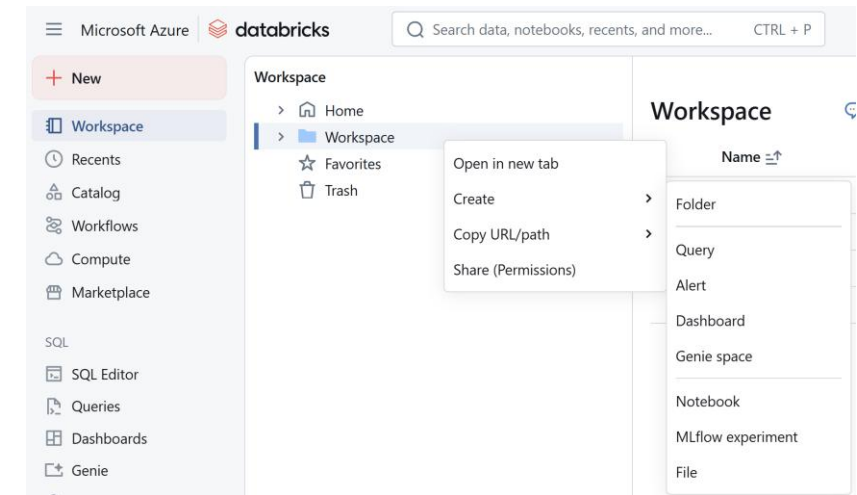 Microsoft Azure databricks
Search data, notebooks, recents, and more... CTRL + P
New
Workspace
Recents
Catalog
Workflows
Compute
Marketplace
SQL
SQL Editor
Queries
Dashboards
Genie
Workspace
Home
Workspace
Favorites
Trash
Open in new tab
Create
Copy URL/path
Share (Permissions)
Workspace
Name
Folder
Query
Alert
Dashboard
Genie space
Notebook
MLflow experiment
File